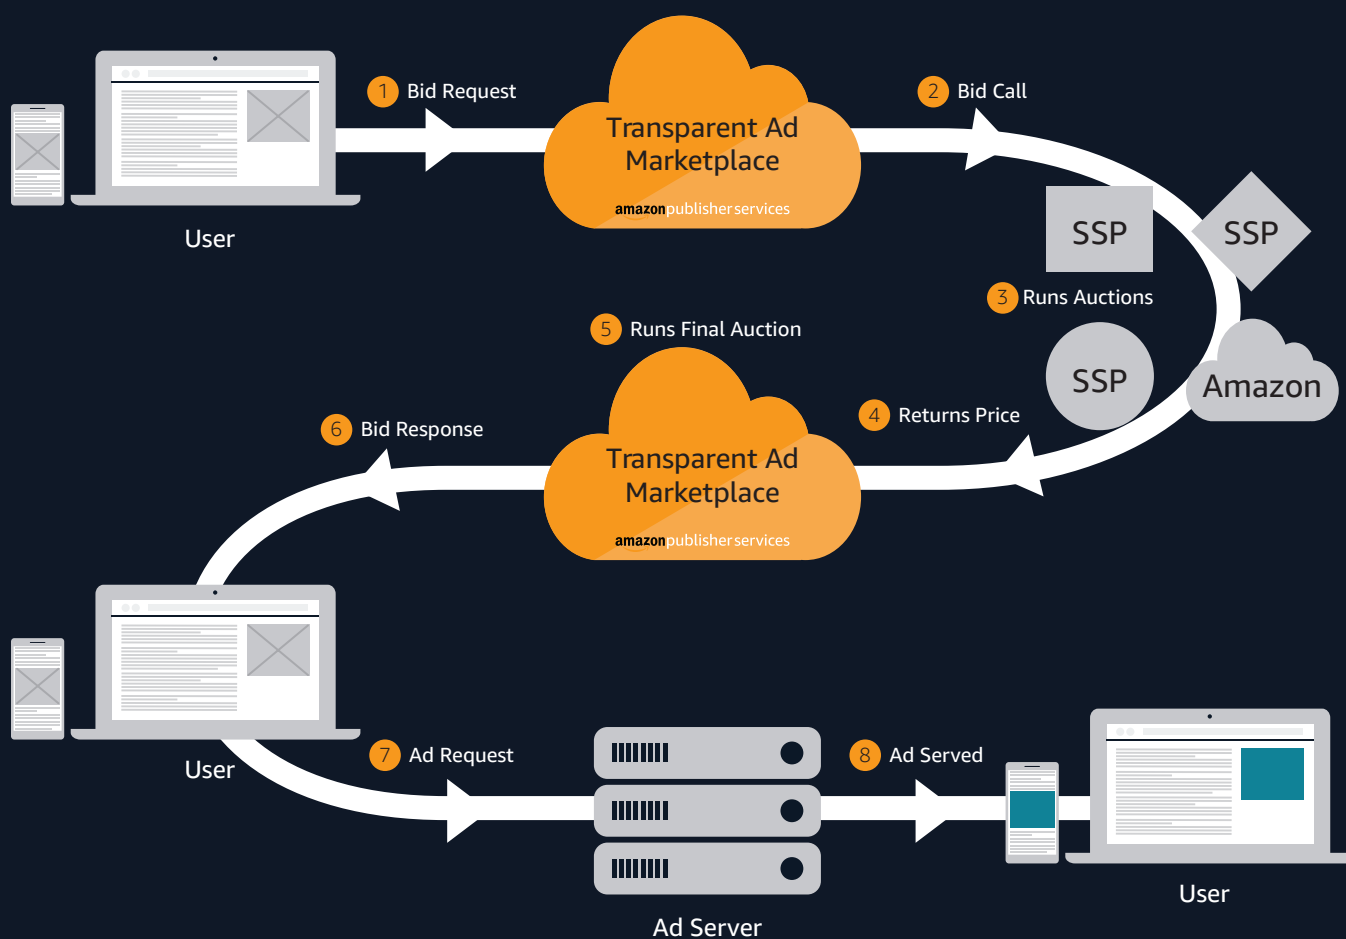 1 Bid Request
Transparent Ad
Marketplace
amazonpublisherservices
2 Bid Call
User
SSP
SSP
3 Runs Auctions
SSP
Amazon
4 Returns Price
5 Runs Final Auction
Transparent Ad
Marketplace
amazonpublisherservices
6 Bid Response
User
7 Ad Request
Ad Server
8 Ad Served
User